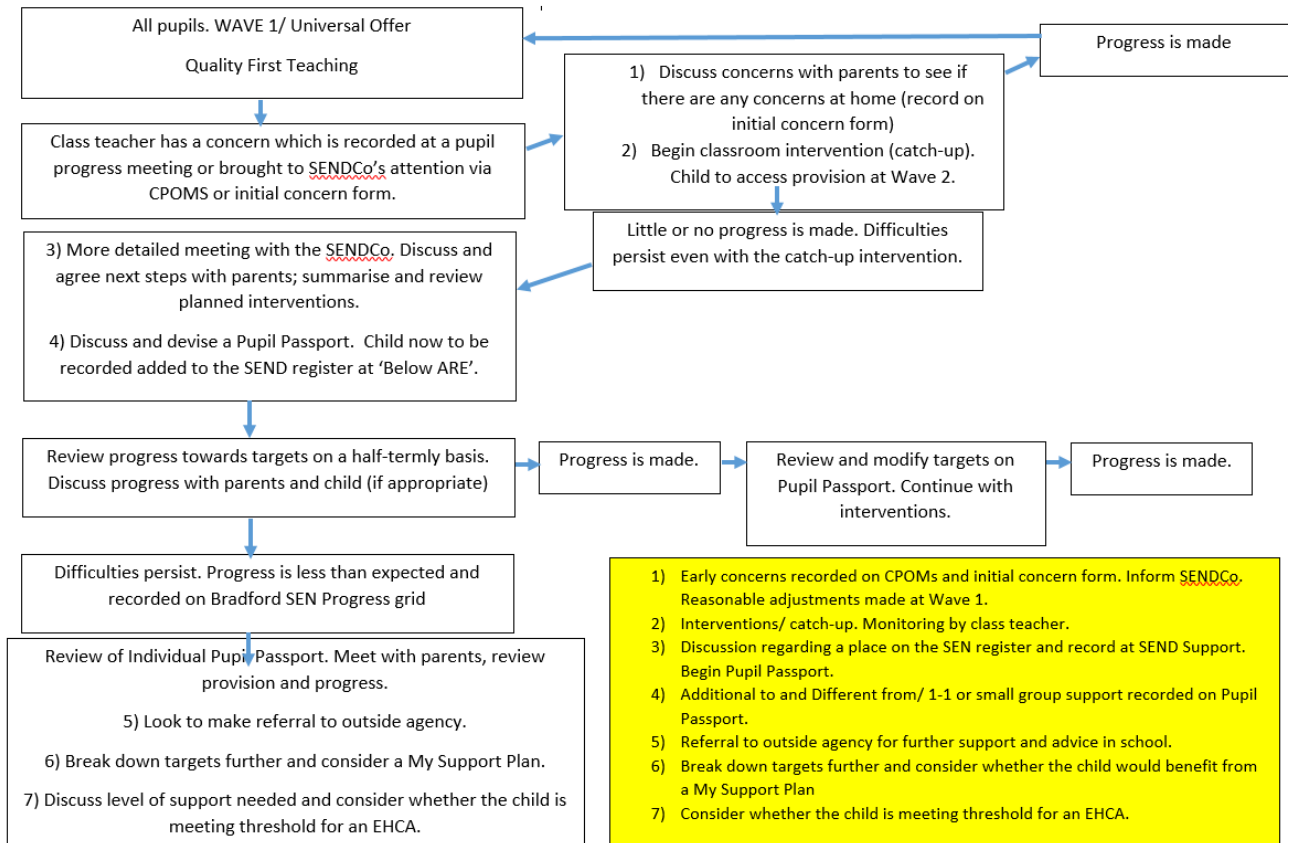 All pupils. WAVE 1/ Universal Offer
Quality First Teaching
Progress is made
1) Discuss concerns with parents to see if
there are any concerns at home (record on
initial concern form)
2) Begin classroom intervention (catch-up).
Child to access provision at Wave 2.
Class teacher has a concern which is recorded at a pupil
progress meeting or brought to SENDCo’s attention via
CPOMS or initial concern form.
Little or no progress is made. Difficulties
persist even with the catch-up intervention.
3) More detailed meeting with the SENDCo. Discuss and
agree next steps with parents; summarise and review
planned interventions.
4) Discuss and devise a Pupil Passport. Child now to be
recorded added to the SEND register at ‘Below ARE’.
Review progress towards targets on a half-termly basis.
Discuss progress with parents and child (if appropriate)
Progress is made.
Review and modify targets on
Pupil Passport. Continue with
interventions.
Progress is made.
Difficulties persist. Progress is less than expected and
recorded on Bradford SEN Progress grid
Review of Individual Pupil Passport. Meet with parents, review
provision and progress.
5) Look to make referral to outside agency.
6) Break down targets further and consider a My Support Plan.
7) Discuss level of support needed and consider whether the child is
meeting threshold for an EHCA.
1) Early concerns recorded on CPOMs and initial concern form. Inform SENDCo.
Reasonable adjustments made at Wave 1.
2) Interventions/ catch-up. Monitoring by class teacher.
3) Discussion regarding a place on the SEN register and record at SEND Support.
Begin Pupil Passport.
4) Additional to and Different from/ 1-1 or small group support recorded on Pupil
Passport.
5) Referral to outside agency for further support and advice in school.
6) Break down targets further and consider whether the child would benefit from
a My Support Plan
7) Consider whether the child is meeting threshold for an EHCA.